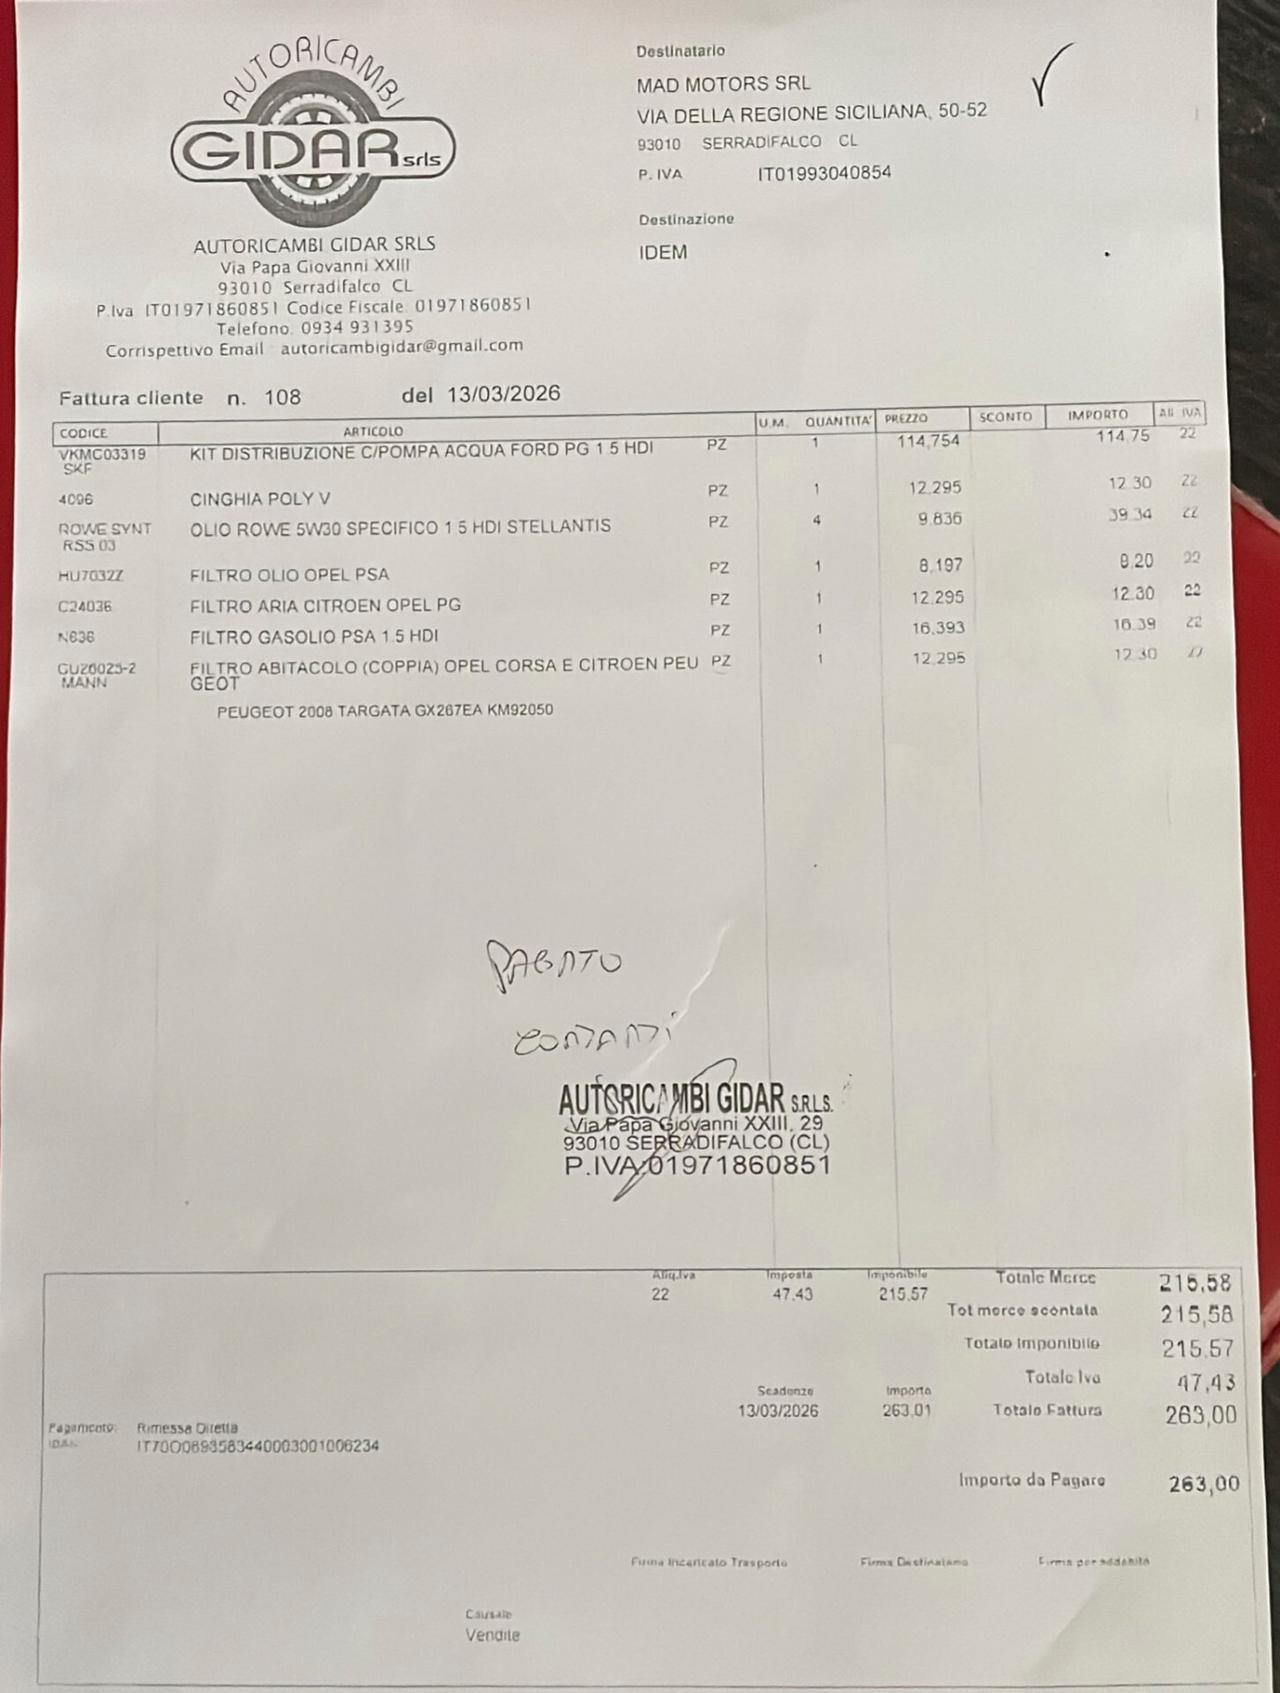 AUTORICAMBI
GIDAR srls
AUTORICAMBI GIDAR SRLS
Via Papa Giovanni XXIII
93010 Serradifalco CL
P.Iva IT01971860851 Codice Fiscale 01971860851
Telefono 0934 931395
Corrispettivo Email autoricambigidar@gmail.com
Destinatario
MAD MOTORS SRL
VIA DELLA REGIONE SICILIANA, 50-52
93010 SERRADIFALCO CL
P. IVA IT01993040854
Destinazione
IDEM
Fattura cliente n. 108 del 13/03/2026
CODICE ARTICOLO U.M. QUANTITA' PREZZO SCONTO IMPORTO Al. IVA
VKMC03319 KIT DISTRIBUZIONE C/POMPA ACQUA FORD PG 1 5 HDI PZ 1 114,754 114,75 22
SKF
4096 CINGHIA POLY V PZ 1 12,295 12,30 22
ROWE SYNT OLIO ROWE 5W30 SPECIFICO 1 5 HDI STELLANTIS PZ 4 9,836 39,34 22
RSS 03
HU7032Z FILTRO OLIO OPEL PSA PZ 1 8,197 8,20 22
C24036 FILTRO ARIA CITROEN OPEL PG PZ 1 12,295 12,30 22
N636 FILTRO GASOLIO PSA 1.5 HDI PZ 1 16,393 16,39 22
GU26025-2 FILTRO ABITACOLO (COPPIA) OPEL CORSA E CITROEN PEU PZ 1 12,295 12,30
MANN GEOT
PEUGEOT 2008 TARGATA GX267EA KM92050
PAGATO
CONTANTI
AUTORICAMBI GIDAR S.R.L.S.
Via Papa Giovanni XXIII, 29
93010 SERRADIFALCO (CL)
P.IVA 01971860851
Aliq.Iva Imposta Imponibile Totale Merce 215,58
22 47,43 215,57
Tot merce scontata 215,58
Totale Imponibile 215,57
Totale Iva 47,43
Scadenze Importo
13/03/2026 263,01 Totale Fattura 263,00
Pagamento: Rimessa Diretta
IBAN IT70O0893583440003001006234
Importo da Pagare 263,00
Firma Incaricato Trasporto Firma Destinatario Firma per addebito
Causale
Vendite